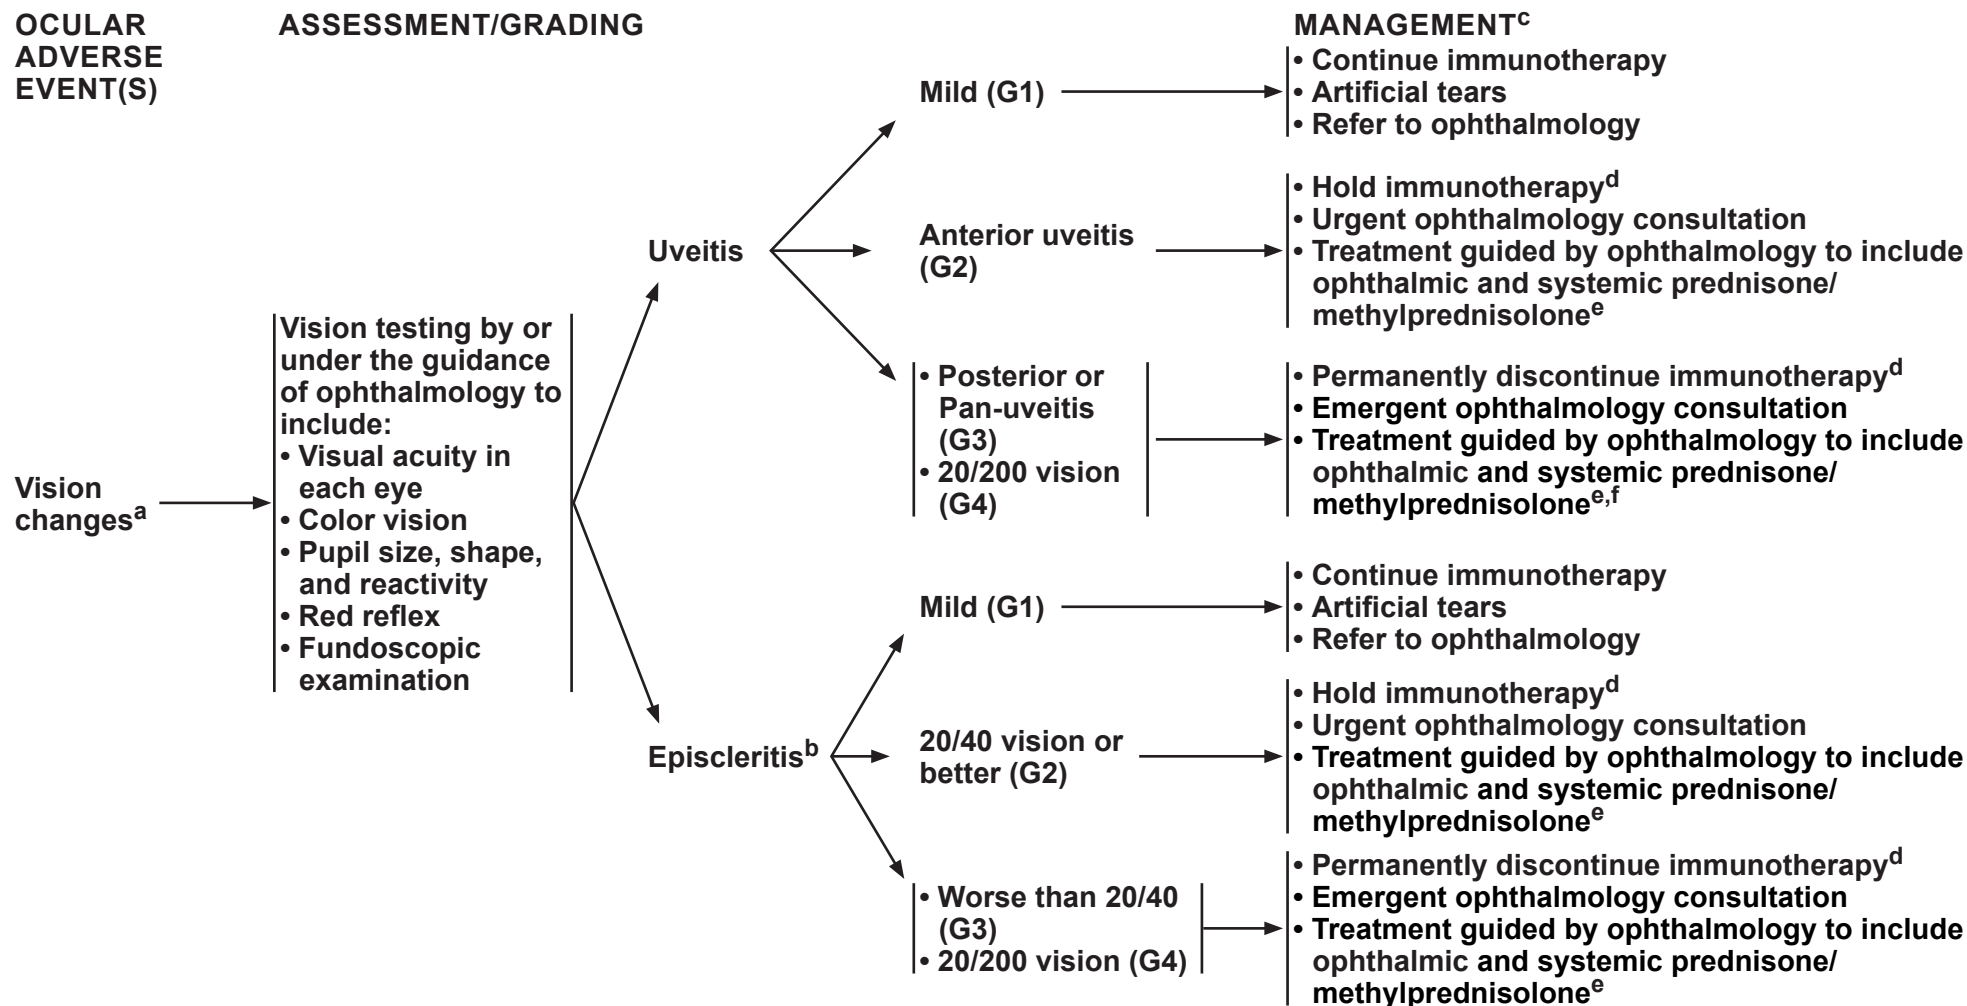 OCULAR
ADVERSE
EVENT(S)
ASSESSMENT/GRADING
MANAGEMENTᶜ
Vision
changesᵃ
Vision testing by or
under the guidance
of ophthalmology to
include:
• Visual acuity in
each eye
• Color vision
• Pupil size, shape,
and reactivity
• Red reflex
• Fundoscopic
examination
Uveitis
Mild (G1)
• Continue immunotherapy
• Artificial tears
• Refer to ophthalmology
Anterior uveitis
(G2)
• Hold immunotherapyᵈ
• Urgent ophthalmology consultation
• Treatment guided by ophthalmology to include
ophthalmic and systemic prednisone/
methylprednisoloneᵉ
• Posterior or
Pan-uveitis
(G3)
• 20/200 vision
(G4)
• Permanently discontinue immunotherapyᵈ
• Emergent ophthalmology consultation
• Treatment guided by ophthalmology to include
ophthalmic and systemic prednisone/
methylprednisoloneᵉ,ᶠ
Episcleritisᵇ
Mild (G1)
• Continue immunotherapy
• Artificial tears
• Refer to ophthalmology
20/40 vision or
better (G2)
• Hold immunotherapyᵈ
• Urgent ophthalmology consultation
• Treatment guided by ophthalmology to include
ophthalmic and systemic prednisone/
methylprednisoloneᵉ
• Worse than 20/40
(G3)
• 20/200 vision (G4)
• Permanently discontinue immunotherapyᵈ
• Emergent ophthalmology consultation
• Treatment guided by ophthalmology to include
ophthalmic and systemic prednisone/
methylprednisoloneᵉ